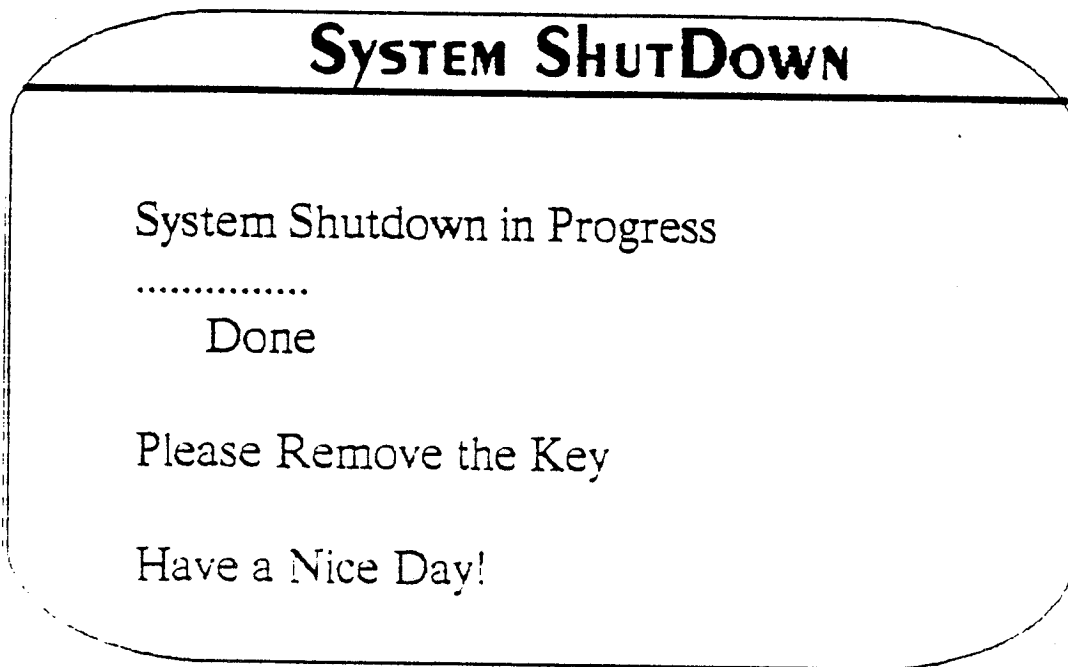 System ShutDown
System Shutdown in Progress
...............
Done
Please Remove the Key
Have a Nice Day!